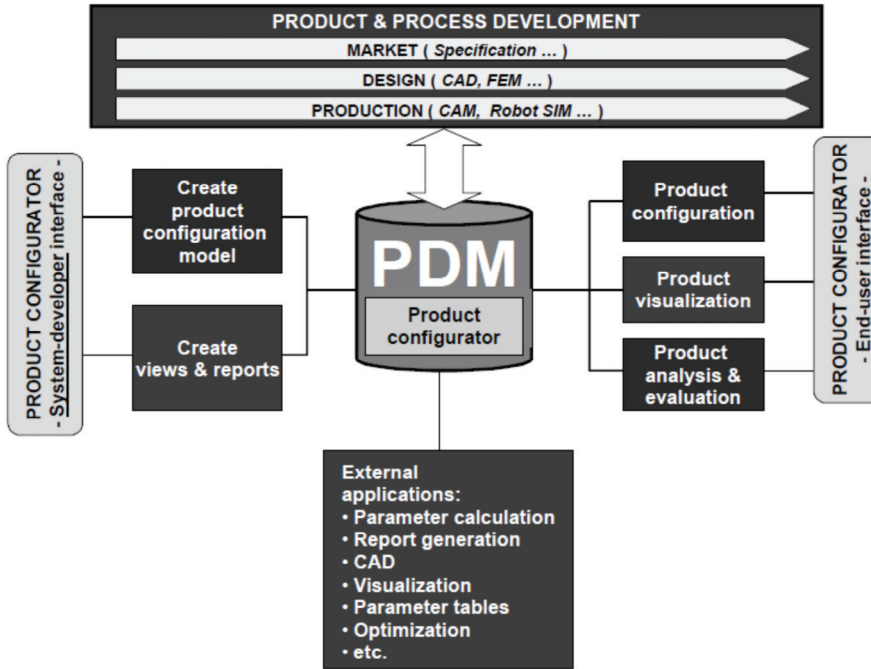 PRODUCT & PROCESS DEVELOPMENT
MARKET ( Specification … )
DESIGN ( CAD, FEM … )
PRODUCTION ( CAM, Robot SIM … )
PRODUCT CONFIGURATOR
- System-developer interface -
Create
product
configuration
model
Create
views & reports
PDM
Product
configurator
Product
configuration
Product
visualization
Product
analysis &
evaluation
PRODUCT CONFIGURATOR
- End-user interface -
External
applications:
• Parameter calculation
• Report generation
• CAD
• Visualization
• Parameter tables
• Optimization
• etc.